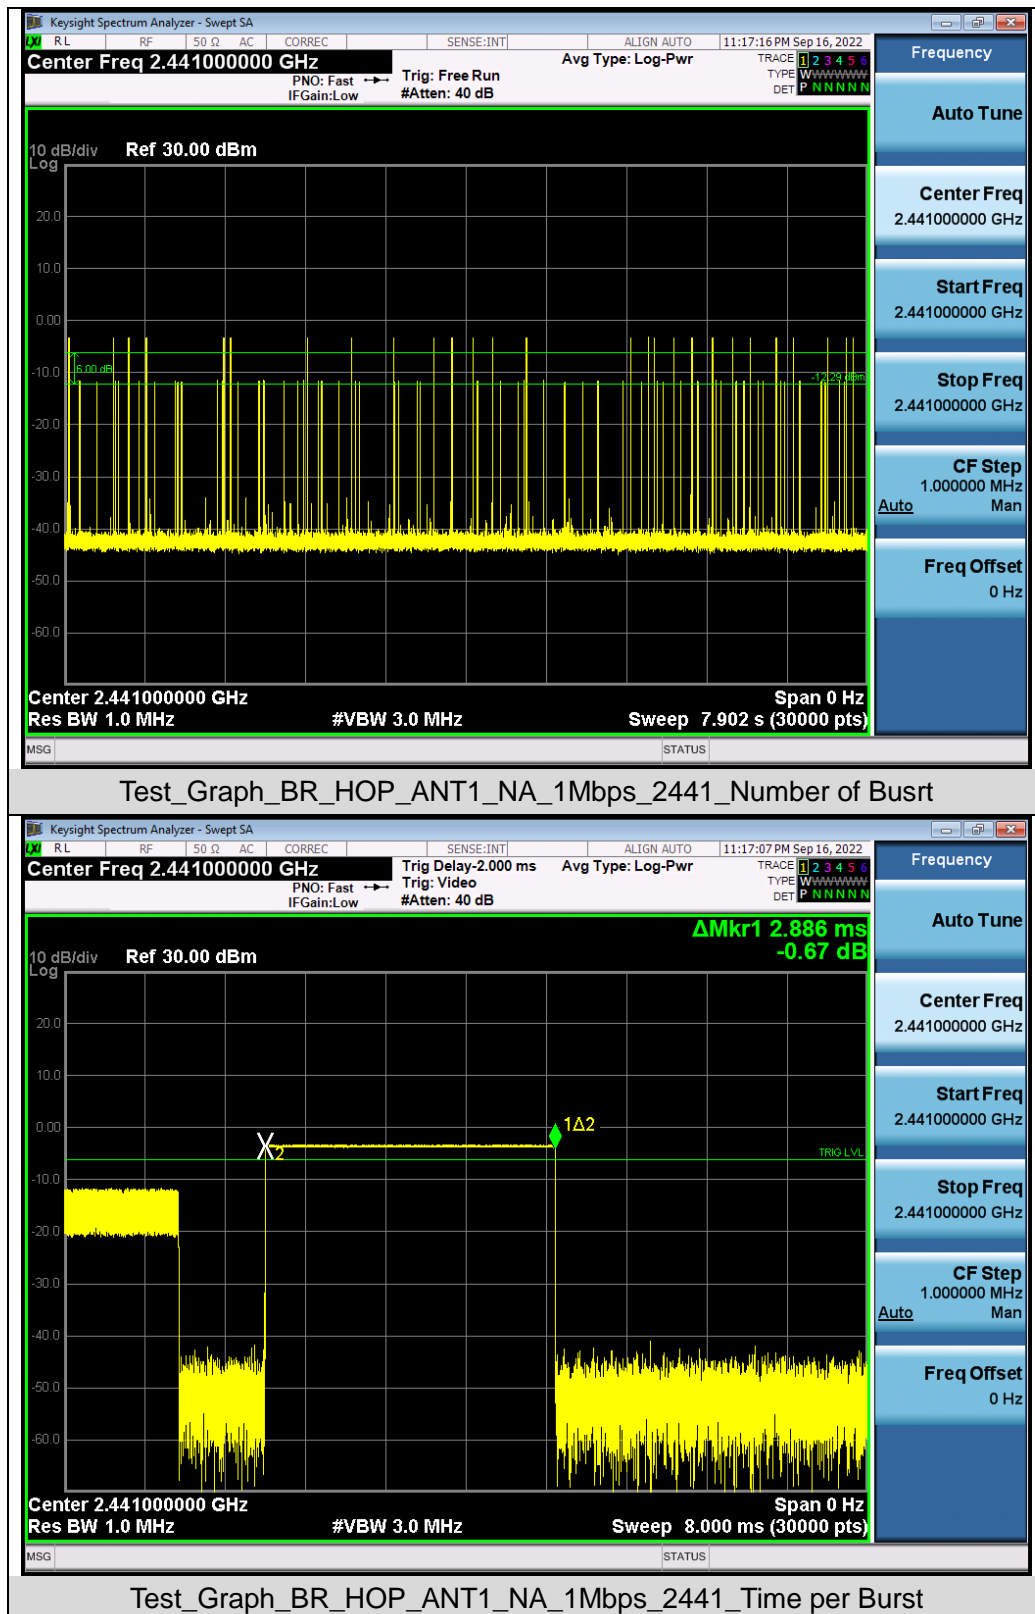 Keysight Spectrum Analyzer - Swept SA
LXI RL RF 50 Ω AC CORREC SENSE:INT ALIGN AUTO 11:17:16 PM Sep 16, 2022
Center Freq 2.441000000 GHz
PNO: Fast
IFGain:Low
Trig: Free Run
#Atten: 40 dB
Avg Type: Log-Pwr
TRACE 1 2 3 4 5 6
TYPE W W W W W W
DET P N N N N N
10 dB/div Ref 30.00 dBm
Log
20.0
10.0
0.00
6.00 dB
-10.0
-12.29 dBm
-20.0
-30.0
-40.0
-50.0
-60.0
Center 2.441000000 GHz Span 0 Hz
Res BW 1.0 MHz #VBW 3.0 MHz Sweep 7.902 s (30000 pts)
MSG STATUS
Frequency
Auto Tune
Center Freq
2.441000000 GHz
Start Freq
2.441000000 GHz
Stop Freq
2.441000000 GHz
CF Step
1.000000 MHz
Auto Man
Freq Offset
0 Hz
Test_Graph_BR_HOP_ANT1_NA_1Mbps_2441_Number of Busrt
Keysight Spectrum Analyzer - Swept SA
LXI RL RF 50 Ω AC CORREC SENSE:INT ALIGN AUTO 11:17:07 PM Sep 16, 2022
Center Freq 2.441000000 GHz
PNO: Fast
IFGain:Low
Trig Delay-2.000 ms
Trig: Video
#Atten: 40 dB
Avg Type: Log-Pwr
TRACE 1 2 3 4 5 6
TYPE W W W W W W
DET P N N N N N
ΔMkr1 2.886 ms
-0.67 dB
10 dB/div Ref 30.00 dBm
Log
20.0
10.0
0.00
1Δ2
2
TRIG LVL
-10.0
-20.0
-30.0
-40.0
-50.0
-60.0
Center 2.441000000 GHz Span 0 Hz
Res BW 1.0 MHz #VBW 3.0 MHz Sweep 8.000 ms (30000 pts)
MSG STATUS
Frequency
Auto Tune
Center Freq
2.441000000 GHz
Start Freq
2.441000000 GHz
Stop Freq
2.441000000 GHz
CF Step
1.000000 MHz
Auto Man
Freq Offset
0 Hz
Test_Graph_BR_HOP_ANT1_NA_1Mbps_2441_Time per Burst